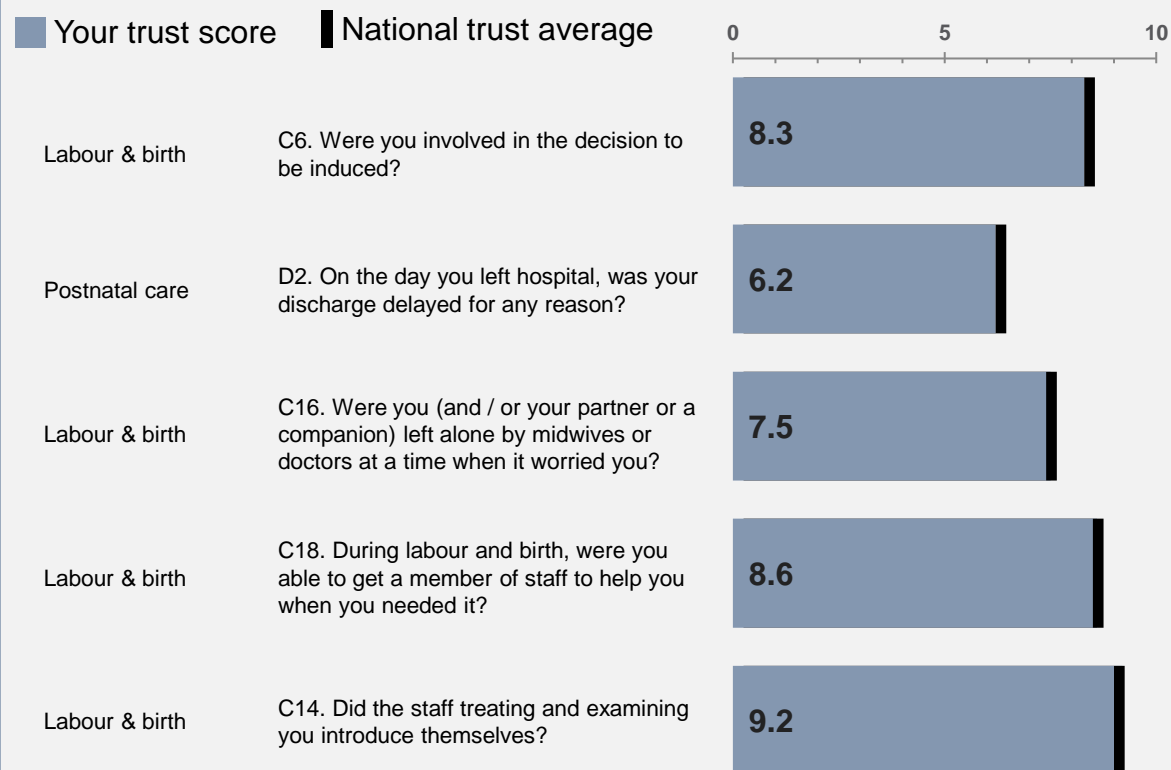 Your trust score
National trust average
0 5 10
Labour & birth
C6. Were you involved in the decision to
be induced?
8.3
Postnatal care
D2. On the day you left hospital, was your
discharge delayed for any reason?
6.2
Labour & birth
C16. Were you (and / or your partner or a
companion) left alone by midwives or
doctors at a time when it worried you?
7.5
Labour & birth
C18. During labour and birth, were you
able to get a member of staff to help you
when you needed it?
8.6
Labour & birth
C14. Did the staff treating and examining
you introduce themselves?
9.2